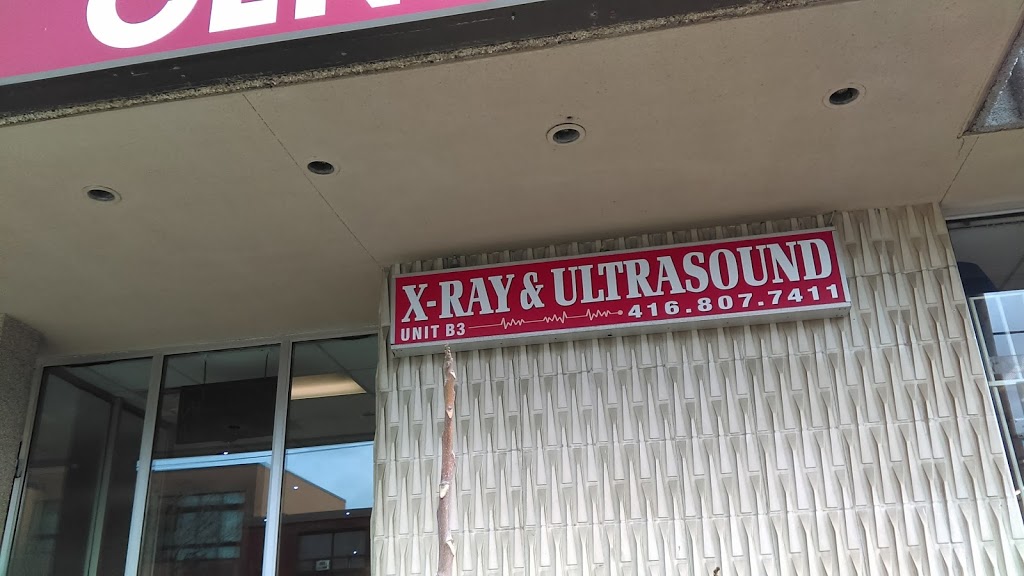 X-RAY & ULTRASOUND
UNIT B3 416.807.7411